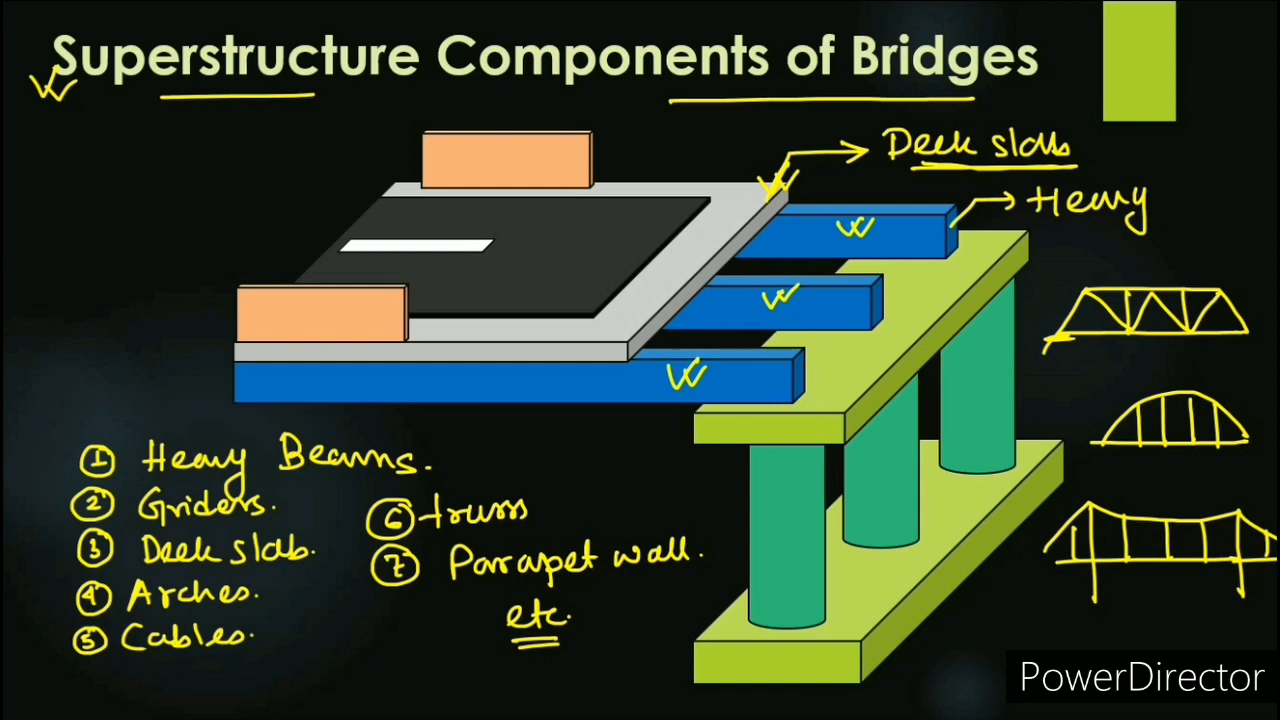 Superstructure Components of Bridges
Deck slab
Heavy
① Heavy Beams.
② Griders.
③ Deck slab.
④ Arches.
⑤ Cables.
⑥ truss
⑦ Parapet wall.
etc.
PowerDirector